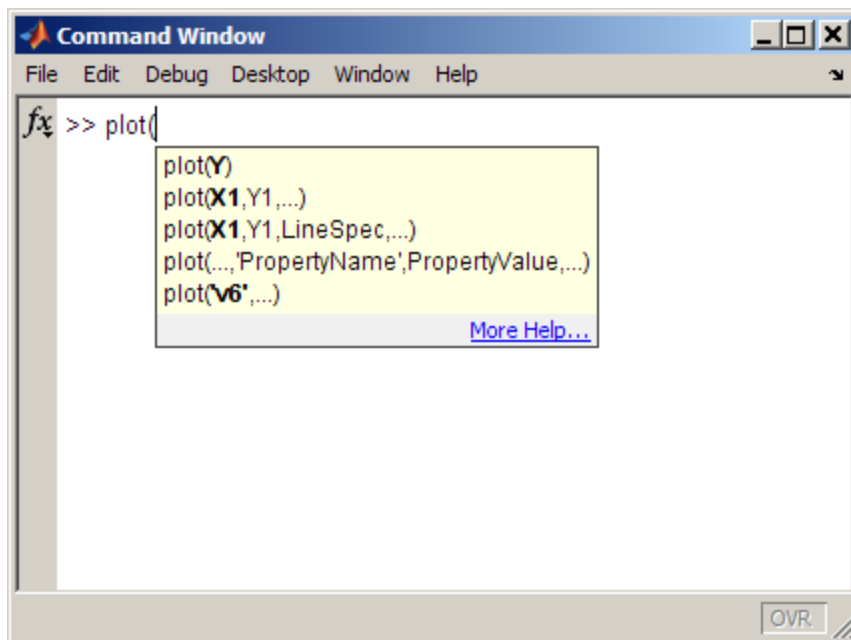 Command Window
File Edit Debug Desktop Window Help
fx >> plot(
plot(Y)
plot(X1,Y1,...)
plot(X1,Y1,LineSpec,...)
plot(...,'PropertyName',PropertyValue,...)
plot('v6',...)
More Help...
OVR